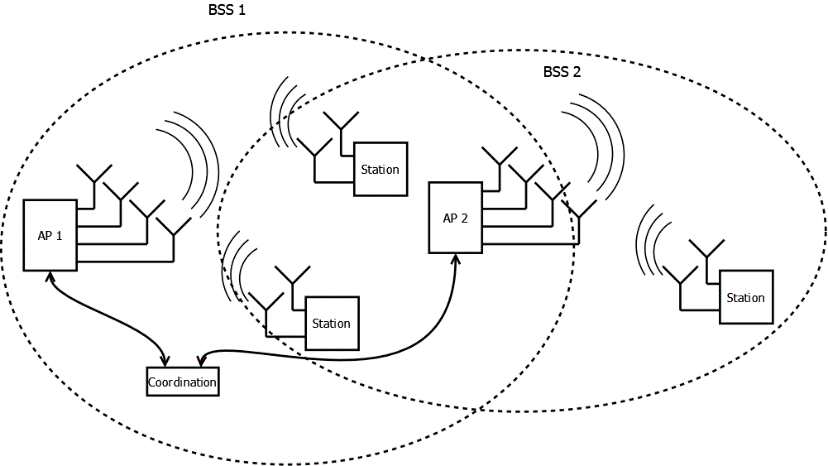 BSS 1
BSS 2
Station
AP 1
AP 2
Station
Station
Coordination